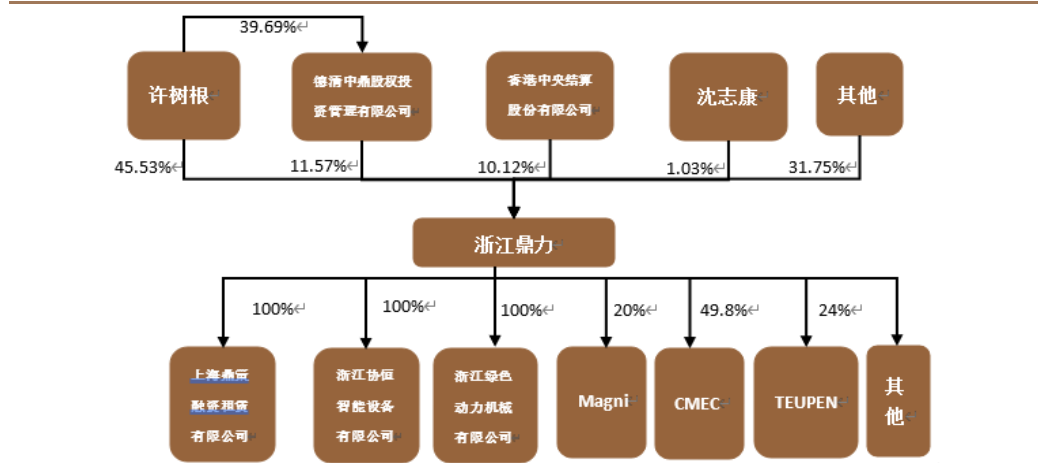 39.69%
许树根
德清中鼎股权投
资管理有限公司
香港中央结算
股份有限公司
沈志康
其他
45.53%
11.57%
10.12%
1.03%
31.75%
浙江鼎力
100%
100%
100%
20%
49.8%
24%
上海鼎策
融资租赁
有限公司
浙江协恒
智能设备
有限公司
浙江绿色
动力机械
有限公司
Magni
CMEC
TEUPEN
其
他